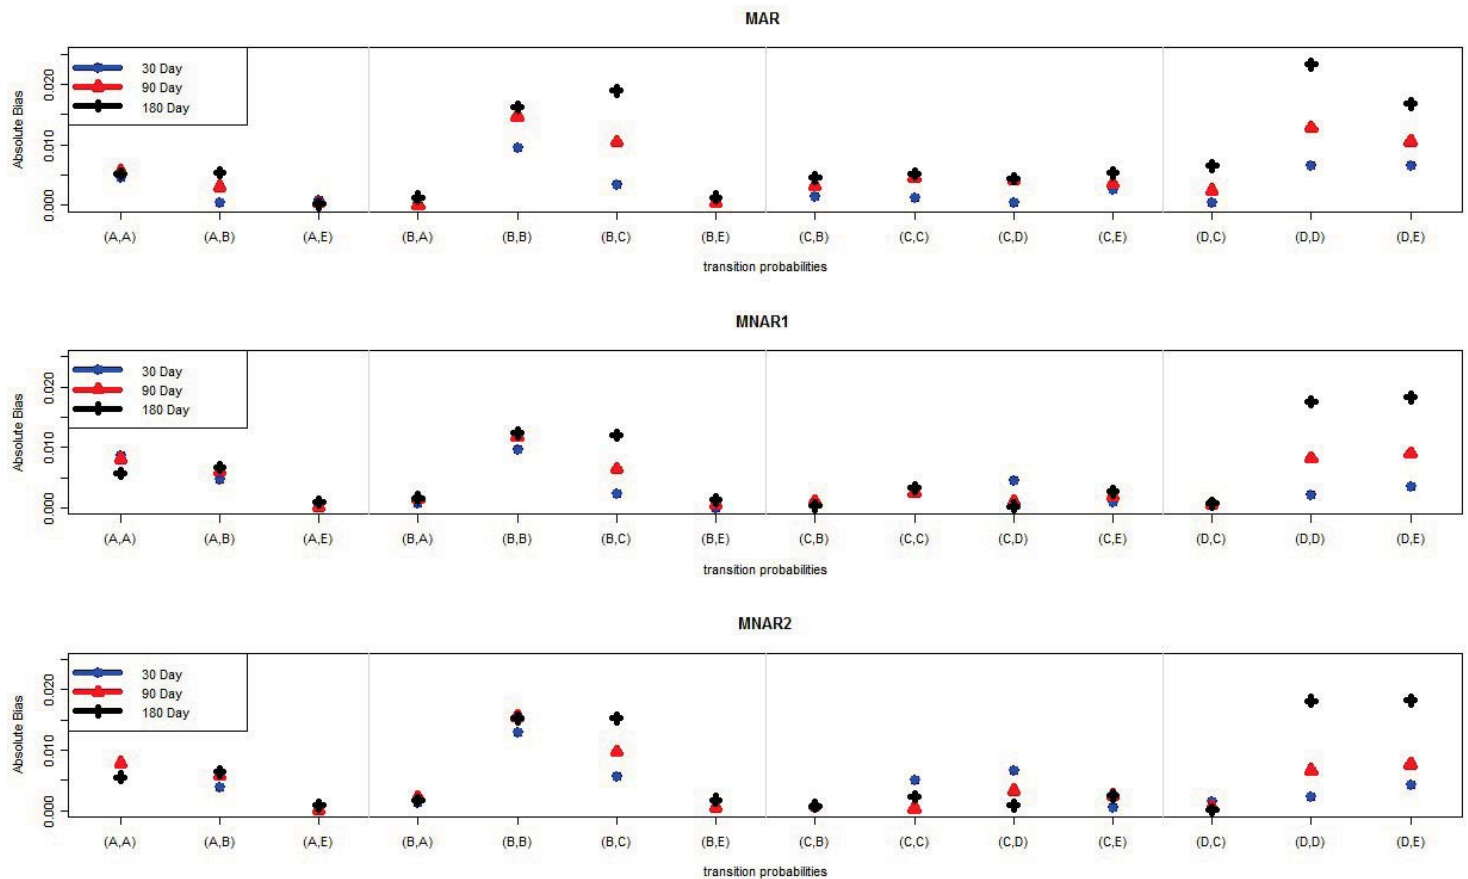 MAR
30 Day
90 Day
180 Day
Absolute Bias
0.000 0.010 0.020
(A,A) (A,B) (A,E) (B,A) (B,B) (B,C) (B,E) (C,B) (C,C) (C,D) (C,E) (D,C) (D,D) (D,E)
transition probabilities
MNAR1
30 Day
90 Day
180 Day
Absolute Bias
0.000 0.010 0.020
(A,A) (A,B) (A,E) (B,A) (B,B) (B,C) (B,E) (C,B) (C,C) (C,D) (C,E) (D,C) (D,D) (D,E)
transition probabilities
MNAR2
30 Day
90 Day
180 Day
Absolute Bias
0.000 0.010 0.020
(A,A) (A,B) (A,E) (B,A) (B,B) (B,C) (B,E) (C,B) (C,C) (C,D) (C,E) (D,C) (D,D) (D,E)
transition probabilities